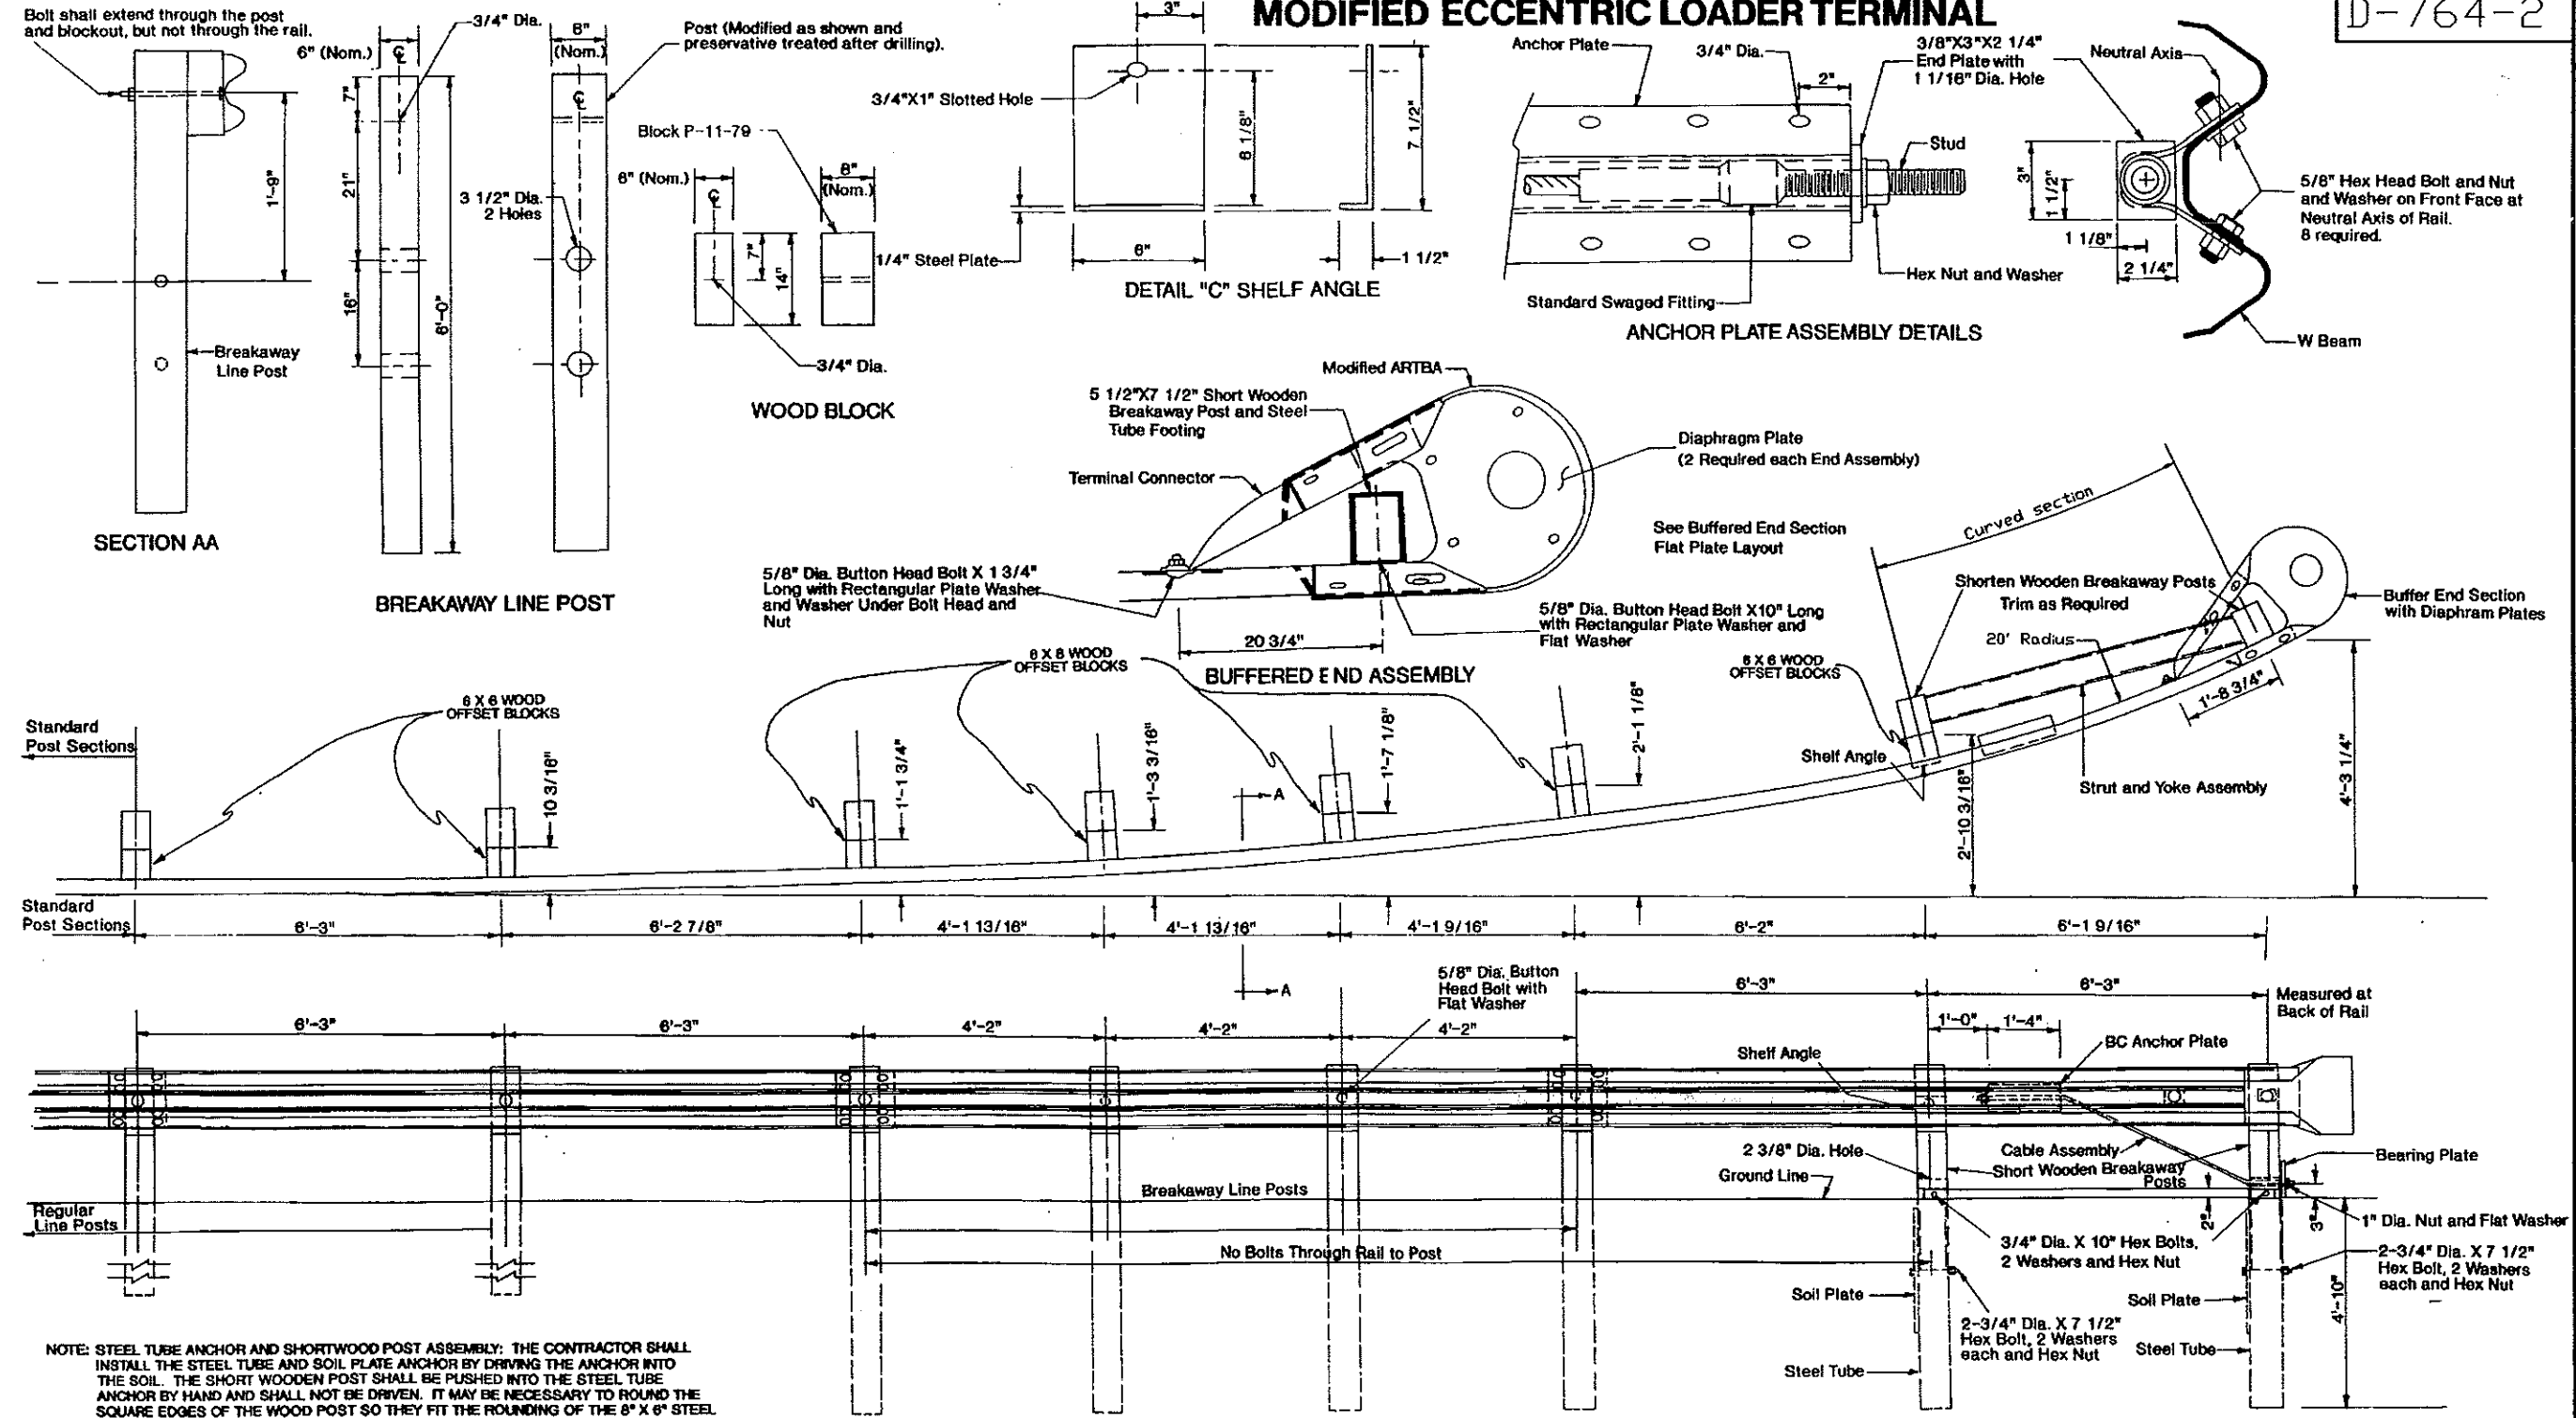 MODIFIED ECCENTRIC LOADER TERMINAL
D-764-2
Bolt shall extend through the post
and blockout, but not through the rail.
1'-9"
Breakaway
Line Post
SECTION AA
6" (Nom.)
3/4" Dia.
7"
21"
16"
6'-0"
8"
(Nom.)
Post (Modified as shown and
preservative treated after drilling).
3 1/2" Dia.
2 Holes
BREAKAWAY LINE POST
Block P-11-79
6" (Nom.)
8"
(Nom.)
7"
14"
3/4" Dia.
WOOD BLOCK
3"
3/4"X1" Slotted Hole
6 1/8"
7 1/2"
1/4" Steel Plate
6"
1 1/2"
DETAIL "C" SHELF ANGLE
Anchor Plate
3/4" Dia.
2"
3/8"X3"X2 1/4"
End Plate with
1 1/16" Dia. Hole
Stud
Hex Nut and Washer
Standard Swaged Fitting
Neutral Axis
3"
1 1/2"
1 1/8"
2 1/4"
5/8" Hex Head Bolt and Nut
and Washer on Front Face at
Neutral Axis of Rail.
8 required.
W Beam
ANCHOR PLATE ASSEMBLY DETAILS
Modified ARTBA
5 1/2"X7 1/2" Short Wooden
Breakaway Post and Steel
Tube Footing
Terminal Connector
Diaphragm Plate
(2 Required each End Assembly)
See Buffered End Section
Flat Plate Layout
5/8" Dia. Button Head Bolt X 1 3/4"
Long with Rectangular Plate Washer
and Washer Under Bolt Head and
Nut
5/8" Dia. Button Head Bolt X10" Long
with Rectangular Plate Washer and
Flat Washer
20 3/4"
BUFFERED END ASSEMBLY
Curved section
Shorten Wooden Breakaway Posts
Trim as Required
20' Radius
Buffer End Section
with Diaphram Plates
1'-8 3/4"
6 X 8 WOOD
OFFSET BLOCKS
6 X 8 WOOD
OFFSET BLOCKS
6 X 8 WOOD
OFFSET BLOCKS
Standard
Post Sections
10 3/16"
1'-1 3/4"
1'-3 3/16"
1'-7 1/8"
2'-1 1/8"
A
Shelf Angle
2'-10 3/16"
Strut and Yoke Assembly
4'-3 1/4"
Standard
Post Sections
6'-3"
6'-2 7/8"
4'-1 13/16"
4'-1 13/16"
4'-1 9/16"
6'-2"
6'-1 9/16"
A
5/8" Dia. Button
Head Bolt with
Flat Washer
6'-3"
6'-3"
Measured at
Back of Rail
6'-3"
6'-3"
4'-2"
4'-2"
4'-2"
1'-0"
1'-4"
Shelf Angle
BC Anchor Plate
2 3/8" Dia. Hole
Ground Line
Cable Assembly
Short Wooden Breakaway
Posts
Bearing Plate
Breakaway Line Posts
Regular
Line Posts
No Bolts Through Rail to Post
2"
3"
1" Dia. Nut and Flat Washer
3/4" Dia. X 10" Hex Bolts,
2 Washers and Hex Nut
2-3/4" Dia. X 7 1/2"
Hex Bolt, 2 Washers
each and Hex Nut
Soil Plate
Soil Plate
2-3/4" Dia. X 7 1/2"
Hex Bolt, 2 Washers
each and Hex Nut
Steel Tube
Steel Tube
4'-10"
NOTE: STEEL TUBE ANCHOR AND SHORTWOOD POST ASSEMBLY: THE CONTRACTOR SHALL
INSTALL THE STEEL TUBE AND SOIL PLATE ANCHOR BY DRIVING THE ANCHOR INTO
THE SOIL. THE SHORT WOODEN POST SHALL BE PUSHED INTO THE STEEL TUBE
ANCHOR BY HAND AND SHALL NOT BE DRIVEN. IT MAY BE NECESSARY TO ROUND THE
SQUARE EDGES OF THE WOOD POST SO THEY FIT THE ROUNDING OF THE 8" X 6" STEEL